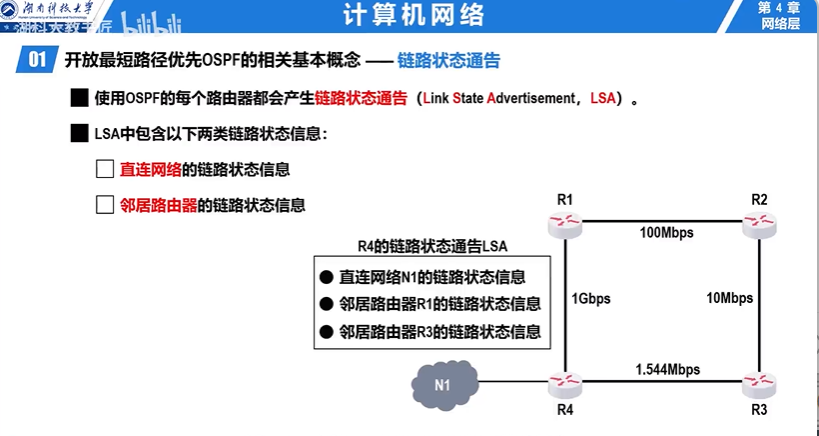 湖南科技大学
Hunan University of Science and Technology
计算机网络
第 4 章
网络层
湖科大教书匠 bilibili
01 开放最短路径优先OSPF的相关基本概念 —— 链路状态通告
使用OSPF的每个路由器都会产生链路状态通告（Link State Advertisement，LSA）。
LSA中包含以下两类链路状态信息：
直连网络的链路状态信息
邻居路由器的链路状态信息
R1
R2
100Mbps
R4的链路状态通告LSA
直连网络N1的链路状态信息
邻居路由器R1的链路状态信息
邻居路由器R3的链路状态信息
1Gbps
10Mbps
1.544Mbps
N1
R4
R3